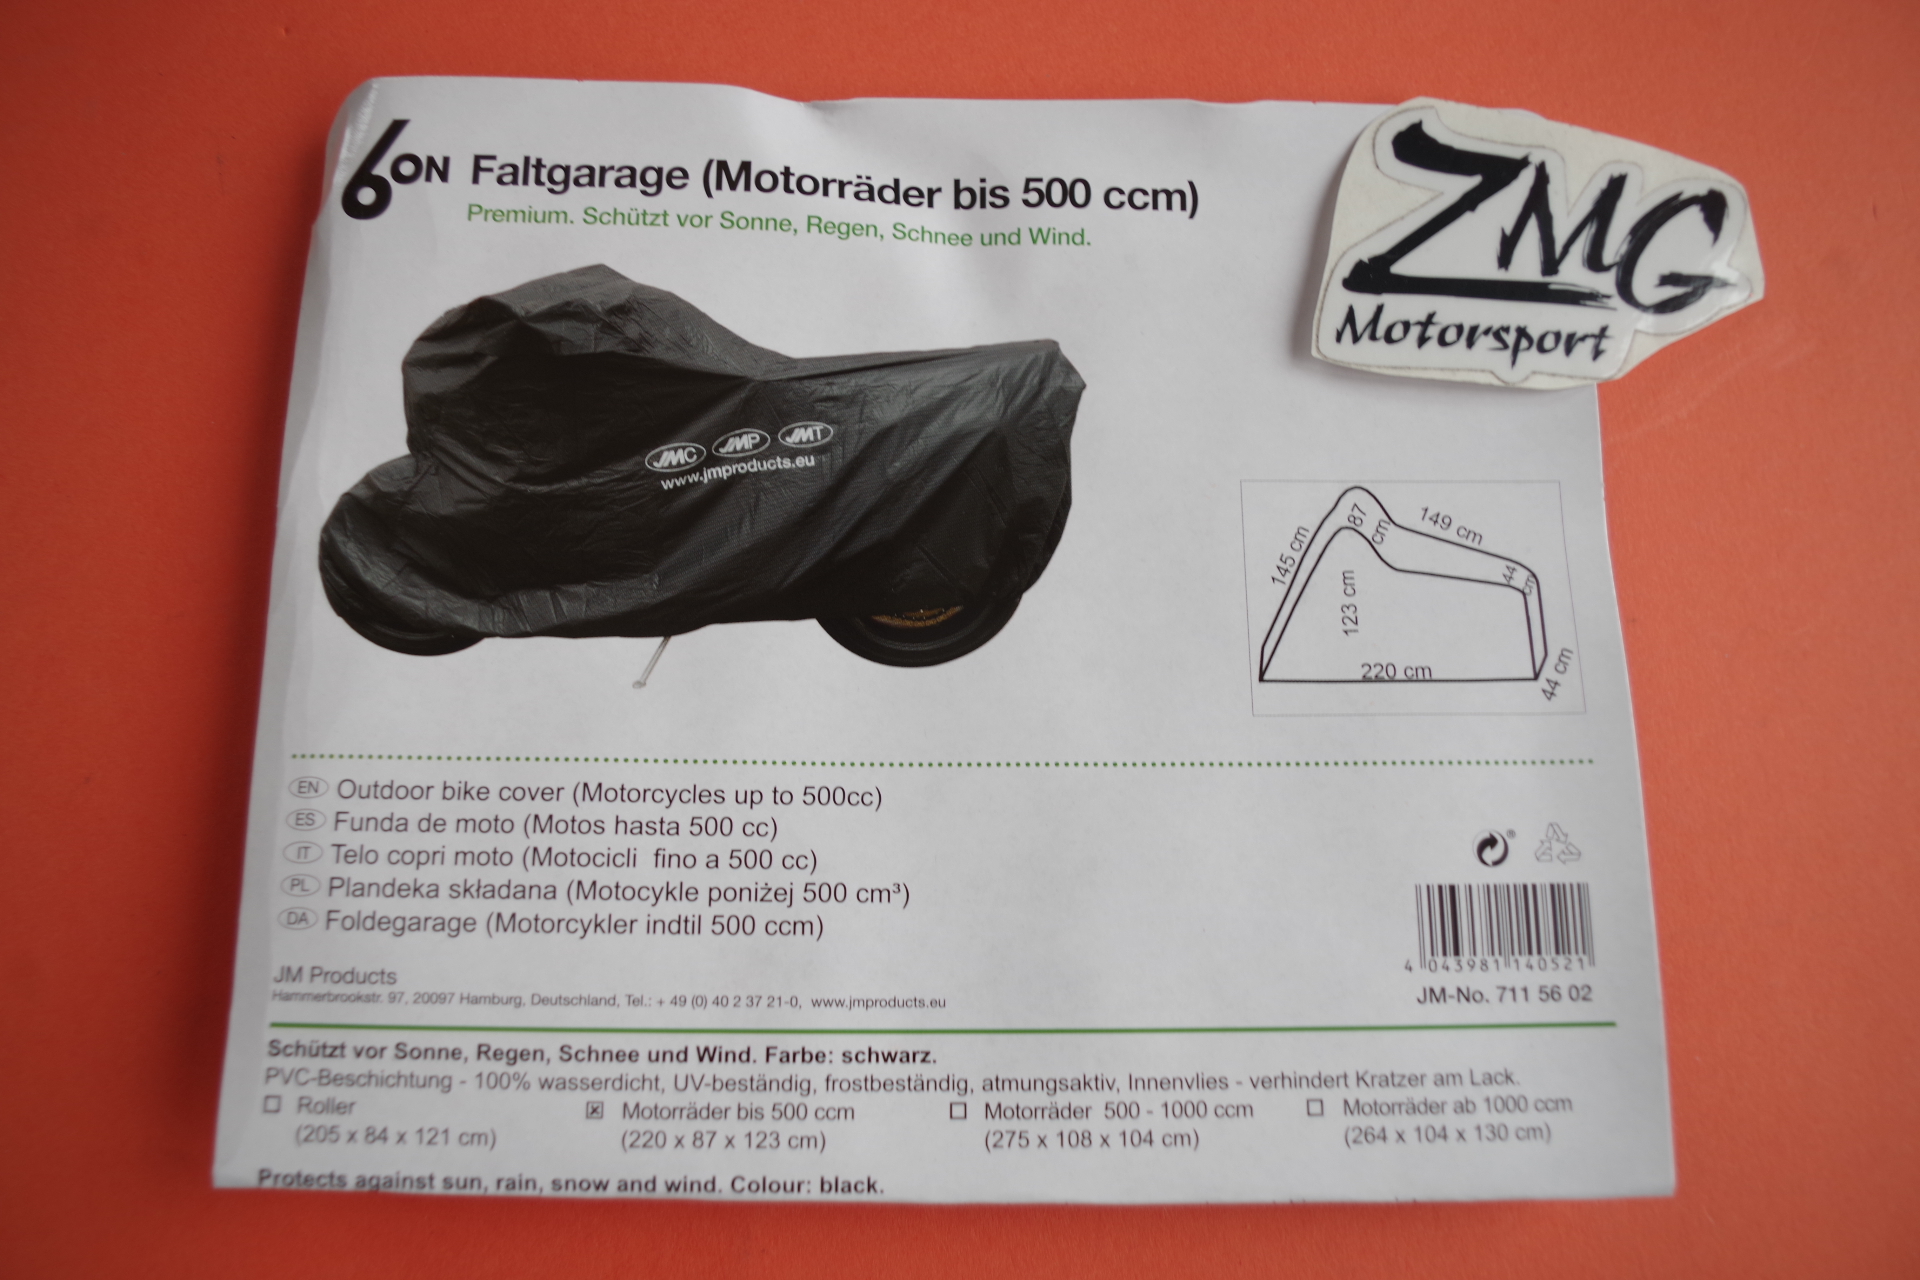 6ON Faltgarage (Motorräder bis 500 ccm)
Premium. Schützt vor Sonne, Regen, Schnee und Wind.
ZMG
Motorsport
JMC JMP JMT
www.jmproducts.eu
145 cm
87 cm
149 cm
44 cm
123 cm
220 cm
44 cm
EN Outdoor bike cover (Motorcycles up to 500cc)
ES Funda de moto (Motos hasta 500 cc)
IT Telo copri moto (Motocicli fino a 500 cc)
PL Plandeka składana (Motocykle poniżej 500 cm³)
DA Foldegarage (Motorcykler indtil 500 ccm)
4 043981 140521
JM-No. 711 56 02
JM Products
Hammerbrookstr. 97, 20097 Hamburg, Deutschland, Tel.: + 49 (0) 40 2 37 21-0, www.jmproducts.eu
Schützt vor Sonne, Regen, Schnee und Wind. Farbe: schwarz.
PVC-Beschichtung - 100% wasserdicht, UV-beständig, frostbeständig, atmungsaktiv, Innenvlies - verhindert Kratzer am Lack.
☐ Roller ☒ Motorräder bis 500 ccm ☐ Motorräder 500 - 1000 ccm ☐ Motorräder ab 1000 ccm
(205 x 84 x 121 cm) (220 x 87 x 123 cm) (275 x 108 x 104 cm) (264 x 104 x 130 cm)
Protects against sun, rain, snow and wind. Colour: black.